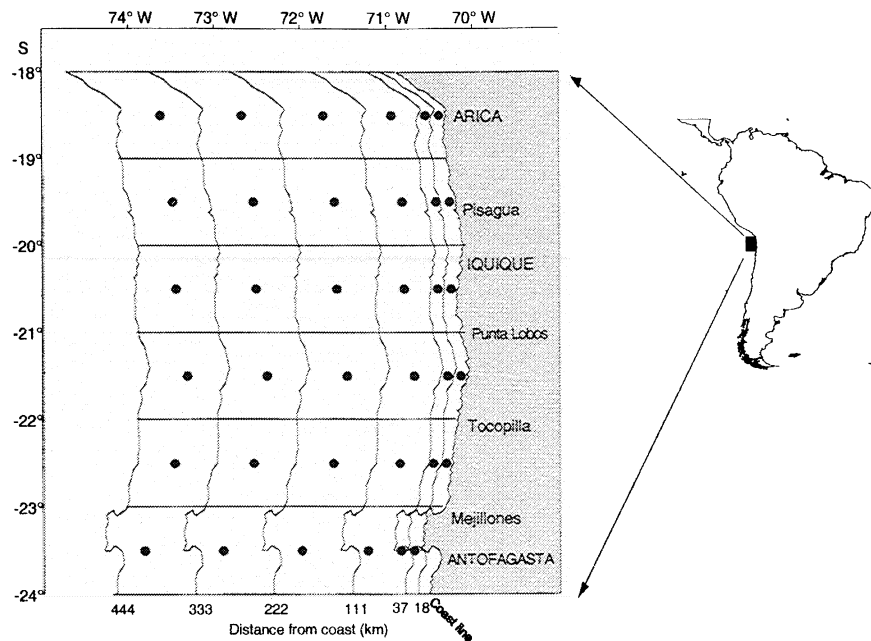 74° W 73° W 72° W 71° W 70° W
S
-18°
ARICA
-19°
Pisagua
-20°
IQUIQUE
-21°
Punta Lobos
-22°
Tocopilla
-23°
Mejillones
ANTOFAGASTA
-24°
444 333 222 111 37 18 Coast line
Distance from coast (km)